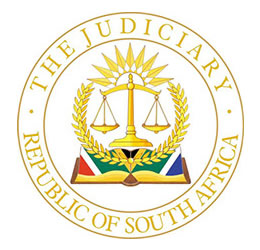 · THE JUDICIARY ·
REPUBLIC OF SOUTH AFRICA